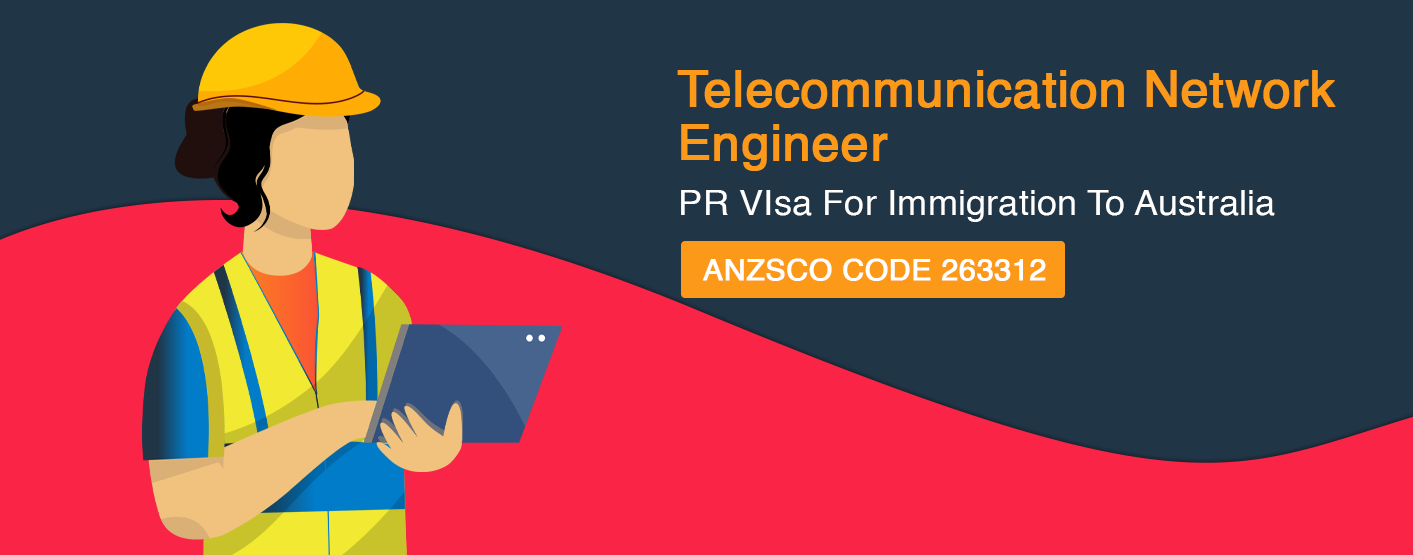 Telecommunication Network
Engineer
PR VIsa For Immigration To Australia
ANZSCO CODE 263312